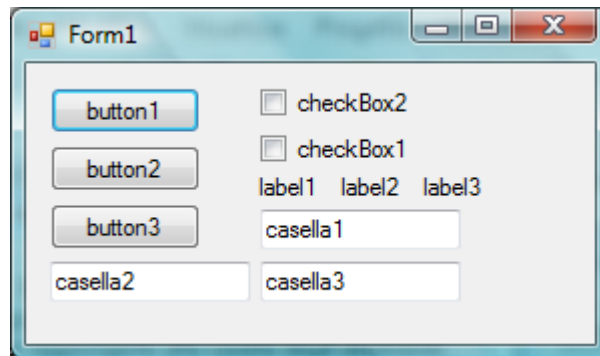 Form1
button1
checkBox2
button2
checkBox1
label1 label2 label3
button3
casella1
casella2
casella3